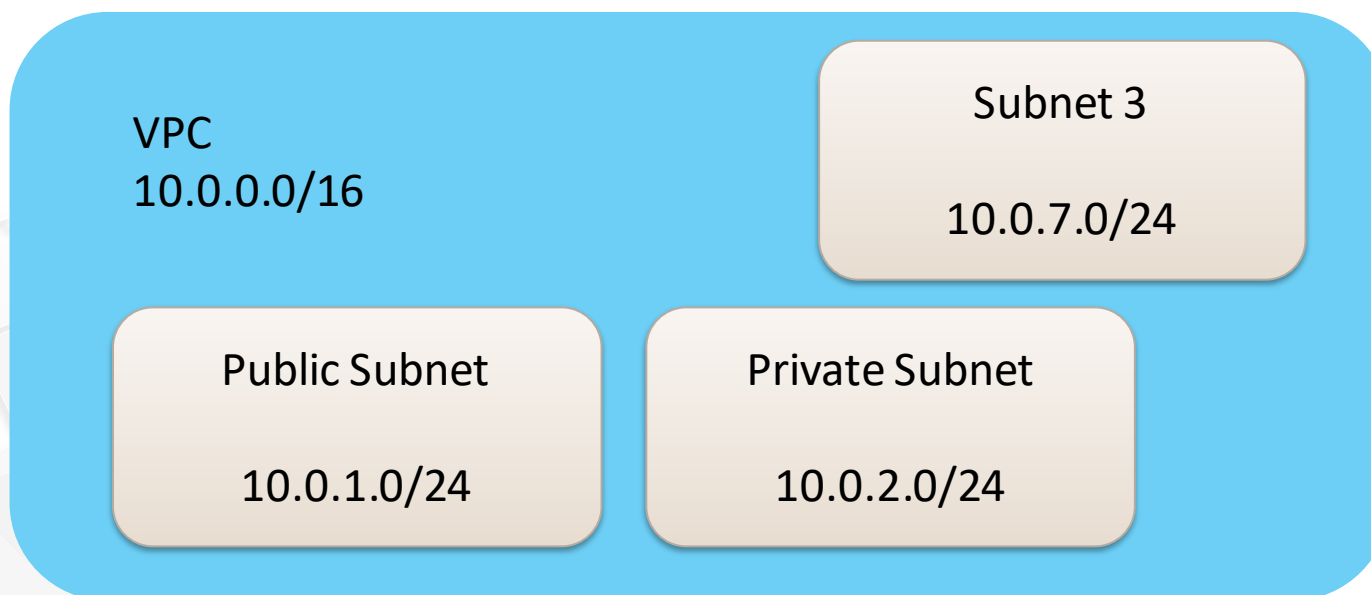 VPC
10.0.0.0/16
Subnet 3
10.0.7.0/24
Public Subnet
10.0.1.0/24
Private Subnet
10.0.2.0/24